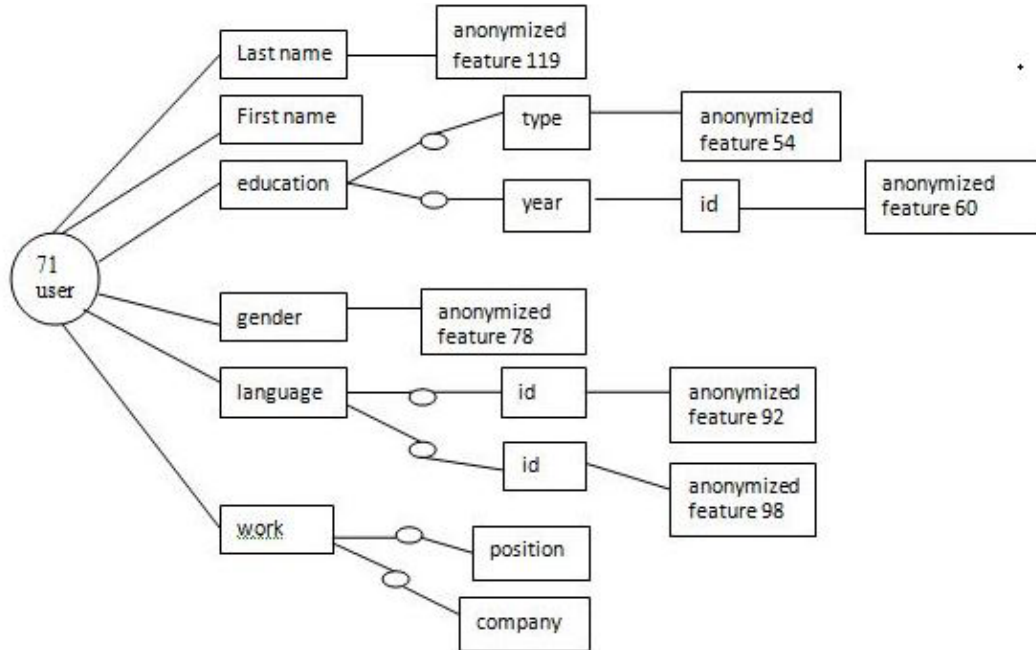 anonymized
feature 119
Last name
First name
type
anonymized
feature 54
education
year
id
anonymized
feature 60
71
user
gender
anonymized
feature 78
language
id
anonymized
feature 92
id
anonymized
feature 98
work
position
company